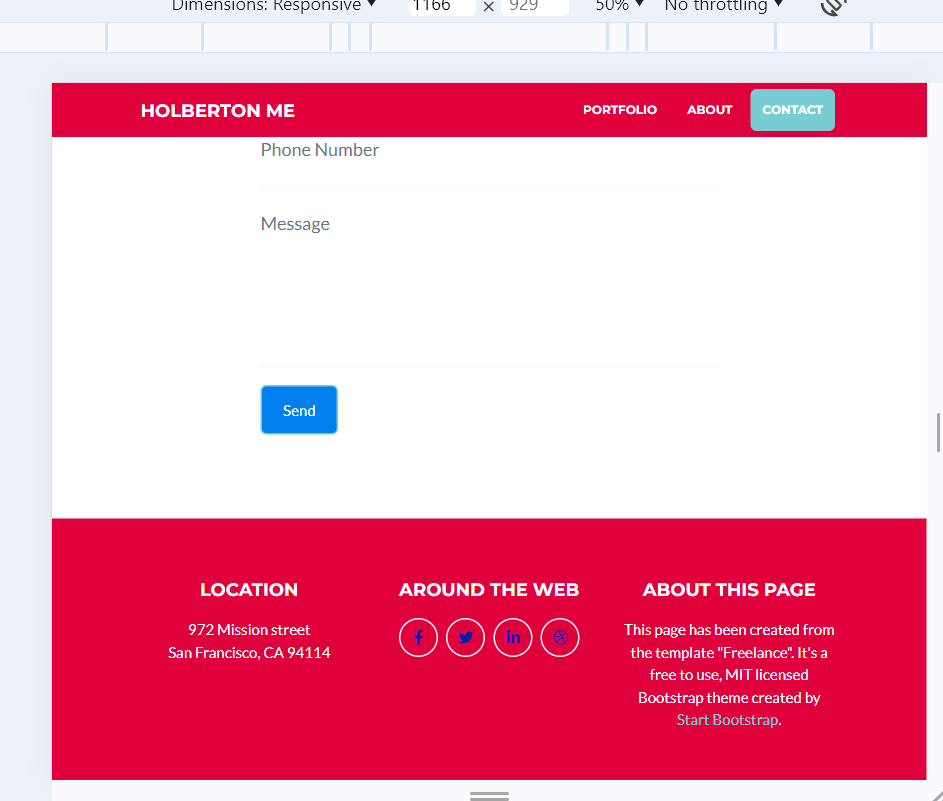 Dimensions: Responsive ▼ 1166 × 929 50% ▼ No throttling ▼
HOLBERTON ME PORTFOLIO ABOUT CONTACT
Phone Number
Message
Send
LOCATION
972 Mission street
San Francisco, CA 94114
AROUND THE WEB
ABOUT THIS PAGE
This page has been created from
the template "Freelance". It's a
free to use, MIT licensed
Bootstrap theme created by
Start Bootstrap.